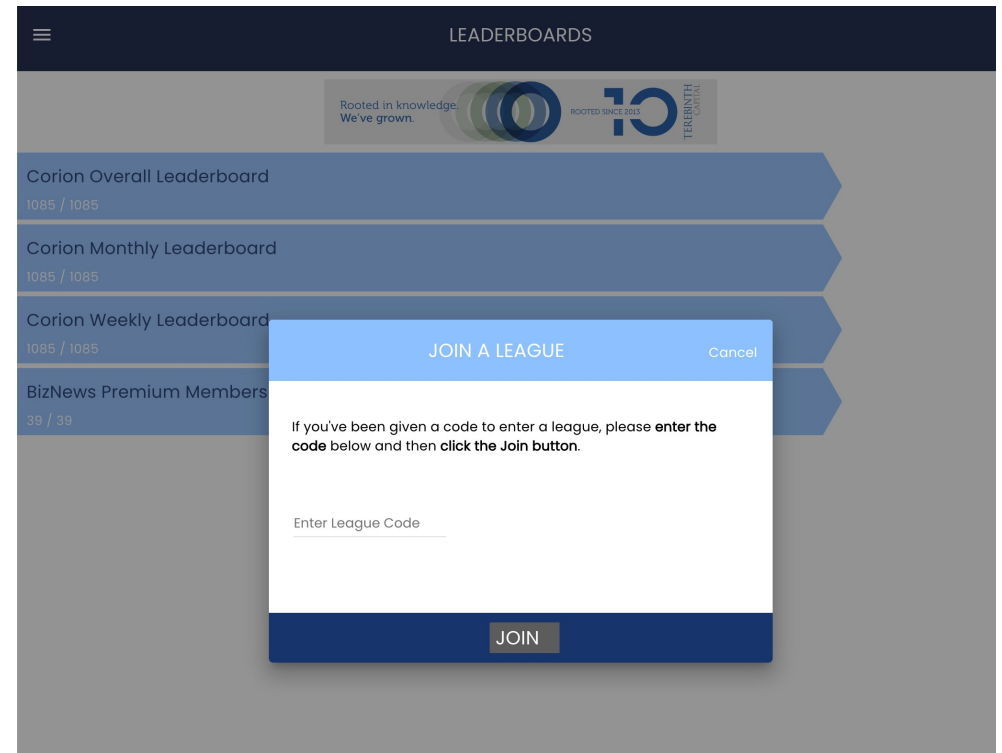 LEADERBOARDS
Rooted in knowledge.
We've grown.
ROOTED SINCE 2013
10
TEREBINTH
CAPITAL
Corion Overall Leaderboard
1085 / 1085
Corion Monthly Leaderboard
1085 / 1085
Corion Weekly Leaderboard
1085 / 1085
BizNews Premium Members
39 / 39
JOIN A LEAGUE
Cancel
If you've been given a code to enter a league, please enter the
code below and then click the Join button.
Enter League Code
JOIN